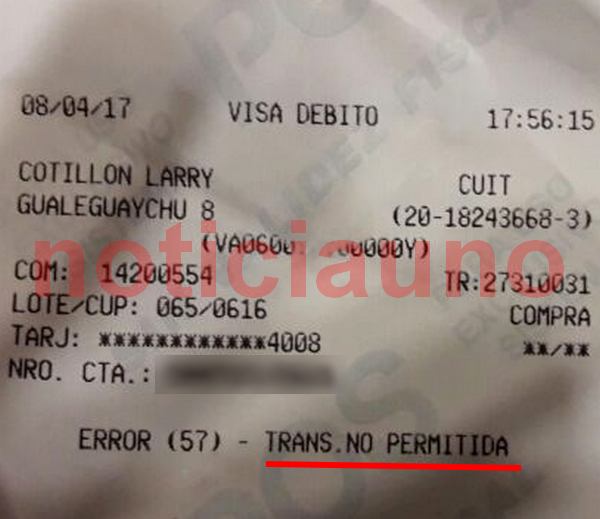 08/04/17 VISA DEBITO 17:56:15
COTILLON LARRY CUIT
GUALEGUAYCHU 8 (20-18243668-3)
noticiauno
COM: 14200554 TR:27310031
LOTE/CUP: 065/0616 COMPRA
TARJ: ************4008 **/**
NRO. CTA.:
ERROR (57) - TRANS.NO PERMITIDA